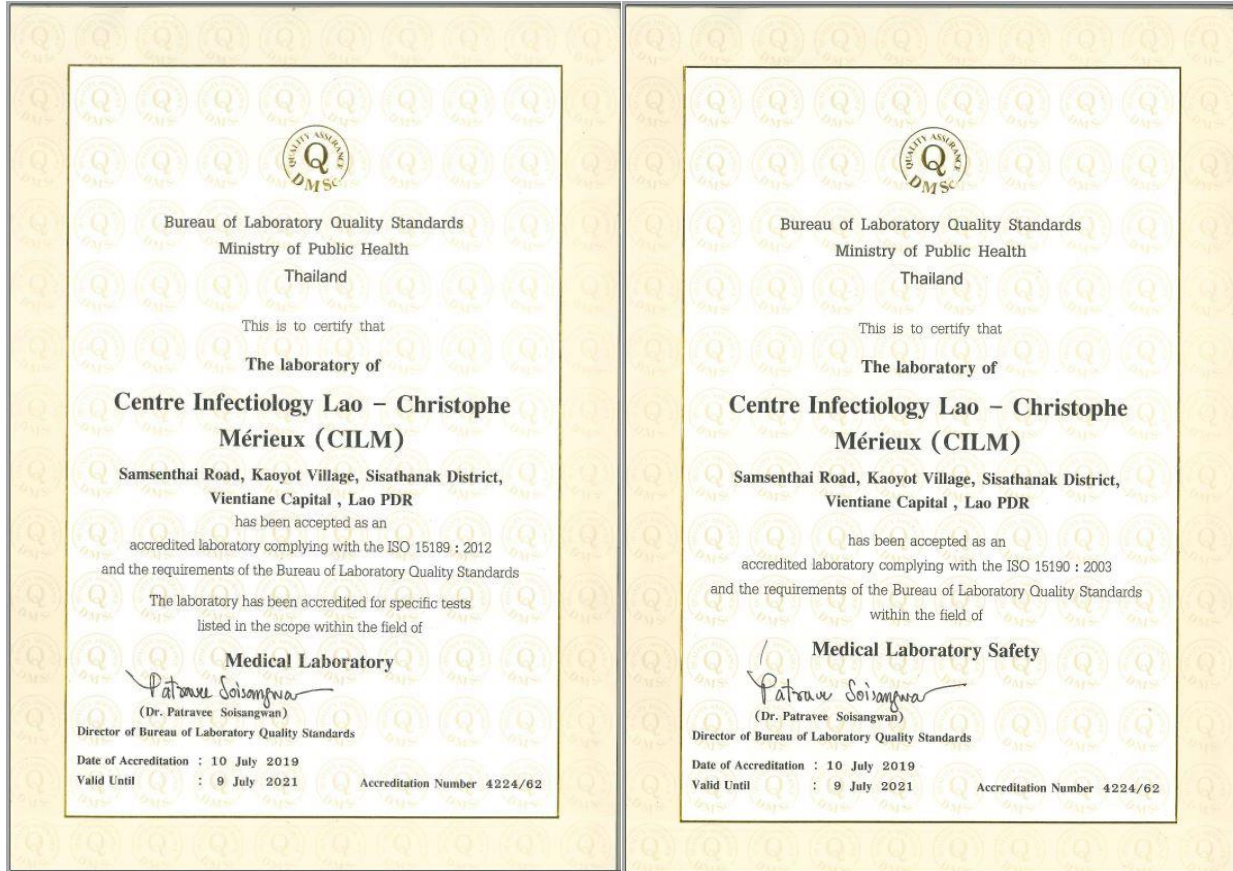 QUALITY ASSURANCE
Q
DMSc
Bureau of Laboratory Quality Standards
Ministry of Public Health
Thailand
This is to certify that
The laboratory of
Centre Infectiology Lao – Christophe
Mérieux (CILM)
Samsenthai Road, Kaoyot Village, Sisathanak District,
Vientiane Capital , Lao PDR
has been accepted as an
accredited laboratory complying with the ISO 15189 : 2012
and the requirements of the Bureau of Laboratory Quality Standards
The laboratory has been accredited for specific tests
listed in the scope within the field of
Medical Laboratory
Patravee Soisangwan
(Dr. Patravee Soisangwan)
Director of Bureau of Laboratory Quality Standards
Date of Accreditation : 10 July 2019
Valid Until : 9 July 2021 Accreditation Number 4224/62
QUALITY ASSURANCE
Q
DMSc
Bureau of Laboratory Quality Standards
Ministry of Public Health
Thailand
This is to certify that
The laboratory of
Centre Infectiology Lao – Christophe
Mérieux (CILM)
Samsenthai Road, Kaoyot Village, Sisathanak District,
Vientiane Capital , Lao PDR
has been accepted as an
accredited laboratory complying with the ISO 15190 : 2003
and the requirements of the Bureau of Laboratory Quality Standards
within the field of
Medical Laboratory Safety
Patravee Soisangwan
(Dr. Patravee Soisangwan)
Director of Bureau of Laboratory Quality Standards
Date of Accreditation : 10 July 2019
Valid Until : 9 July 2021 Accreditation Number 4224/62